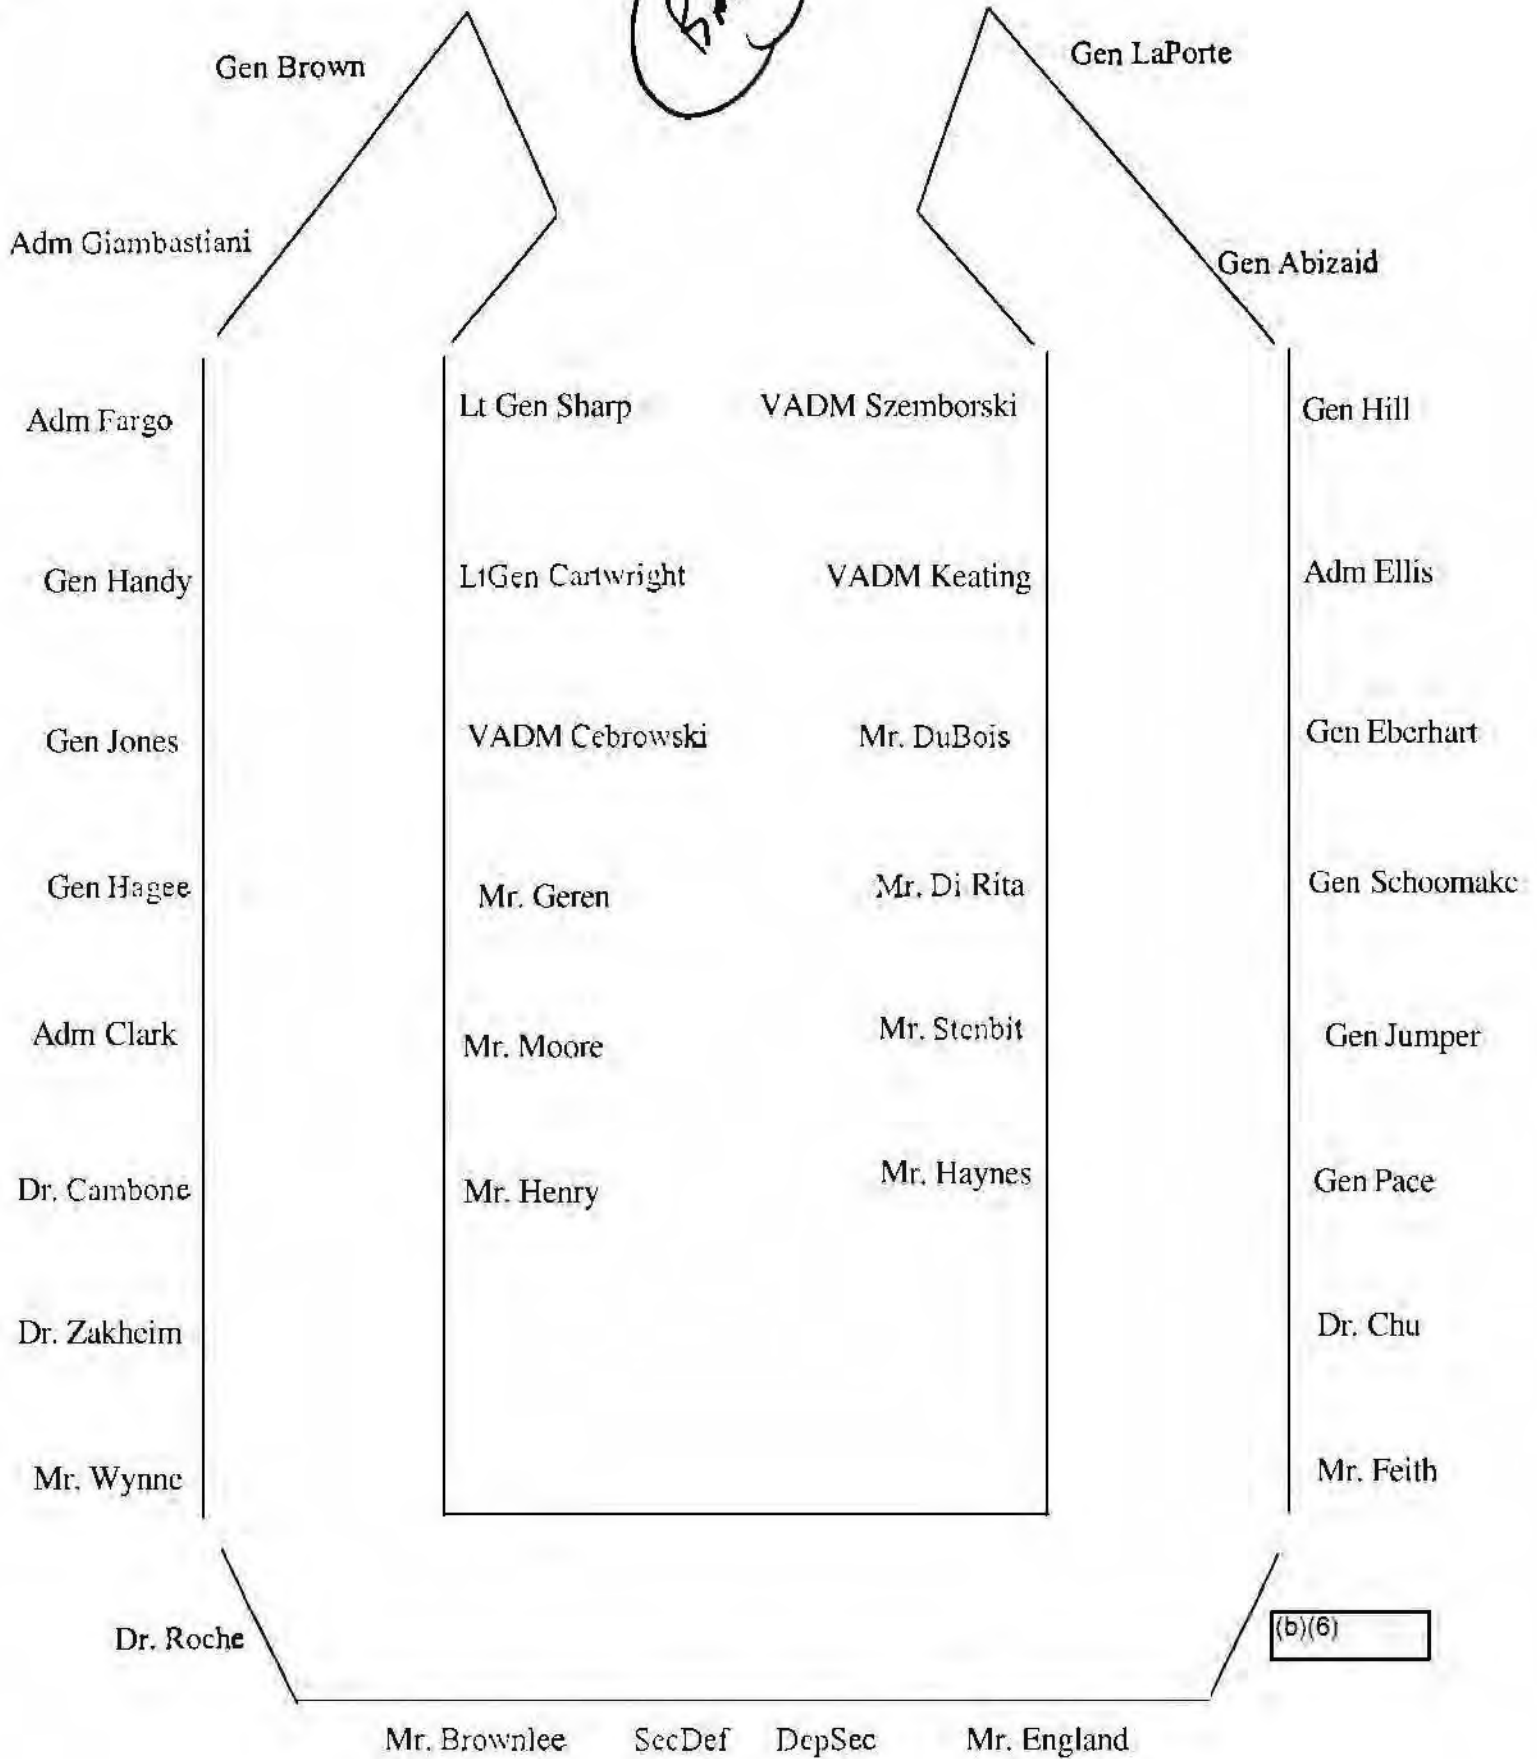 Gen Brown
Gen LaPorte
Adm Giambastiani
Gen Abizaid
Adm Fargo
Lt Gen Sharp
VADM Szemborski
Gen Hill
Gen Handy
LtGen Cartwright
VADM Keating
Adm Ellis
Gen Jones
VADM Cebrowski
Mr. DuBois
Gen Eberhart
Gen Hagee
Mr. Geren
Mr. Di Rita
Gen Schoomake
Adm Clark
Mr. Moore
Mr. Stenbit
Gen Jumper
Dr. Cambone
Mr. Henry
Mr. Haynes
Gen Pace
Dr. Zakheim
Dr. Chu
Mr. Wynne
Mr. Feith
Dr. Roche
(b)(6)
Mr. Brownlee
SecDef
DepSec
Mr. England